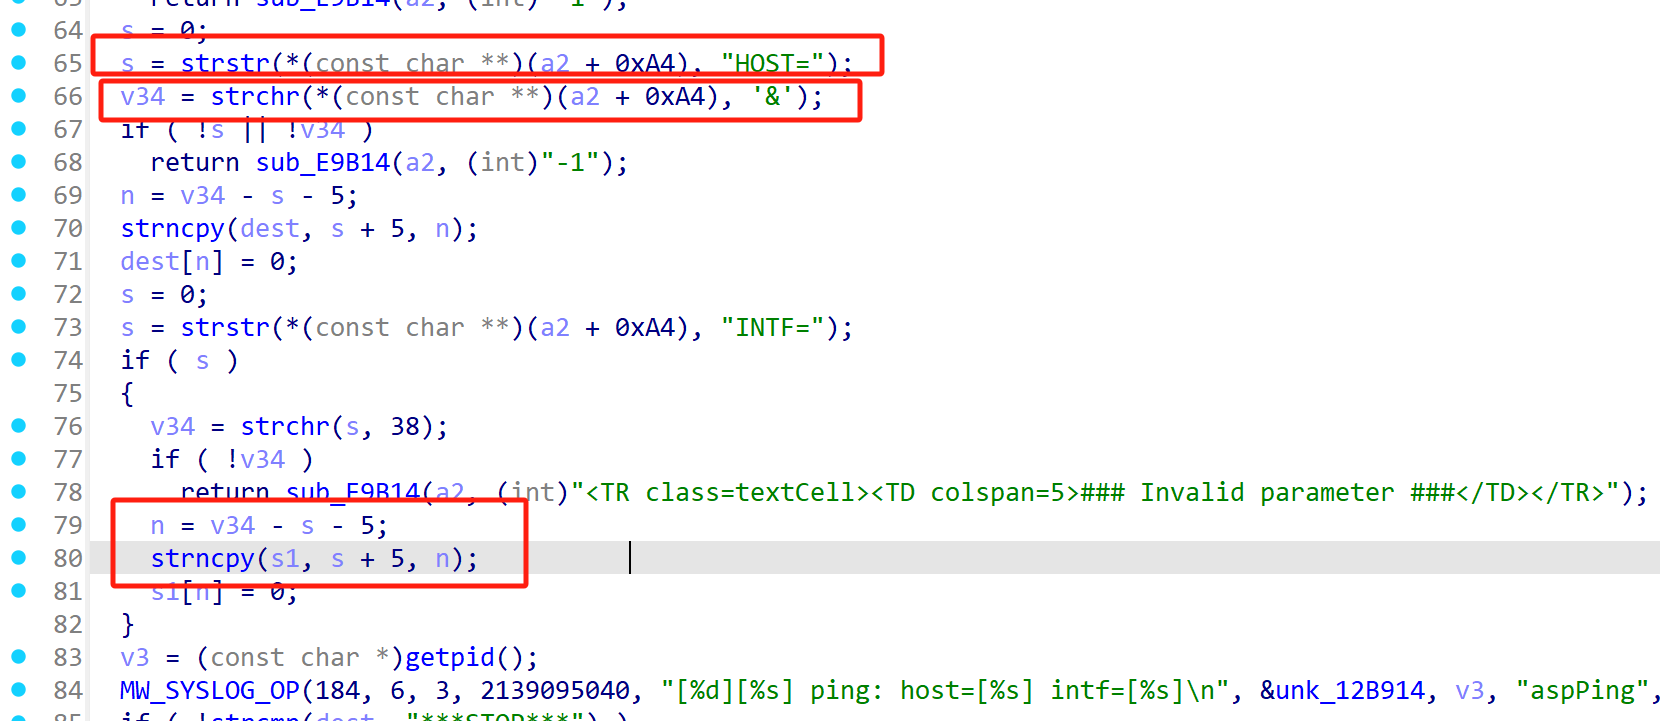 63 return sub_E9B14(a2, (int)"-1");
64 s = 0;
65 s = strstr(*(const char **)(a2 + 0xA4), "HOST=");
66 v34 = strchr(*(const char **)(a2 + 0xA4), '&');
67 if ( !s || !v34 )
68 return sub_E9B14(a2, (int)"-1");
69 n = v34 - s - 5;
70 strncpy(dest, s + 5, n);
71 dest[n] = 0;
72 s = 0;
73 s = strstr(*(const char **)(a2 + 0xA4), "INTF=");
74 if ( s )
75 {
76 v34 = strchr(s, 38);
77 if ( !v34 )
78 return sub_E9B14(a2, (int)"<TR class=textCell><TD colspan=5>### Invalid parameter ###</TD></TR>");
79 n = v34 - s - 5;
80 strncpy(s1, s + 5, n);
81 s1[n] = 0;
82 }
83 v3 = (const char *)getpid();
84 MW_SYSLOG_OP(184, 6, 3, 2139095040, "[%d][%s] ping: host=[%s] intf=[%s]\n", &unk_12B914, v3, "aspPing",
85 if ( !strcmp(dest, "***STOP***") )